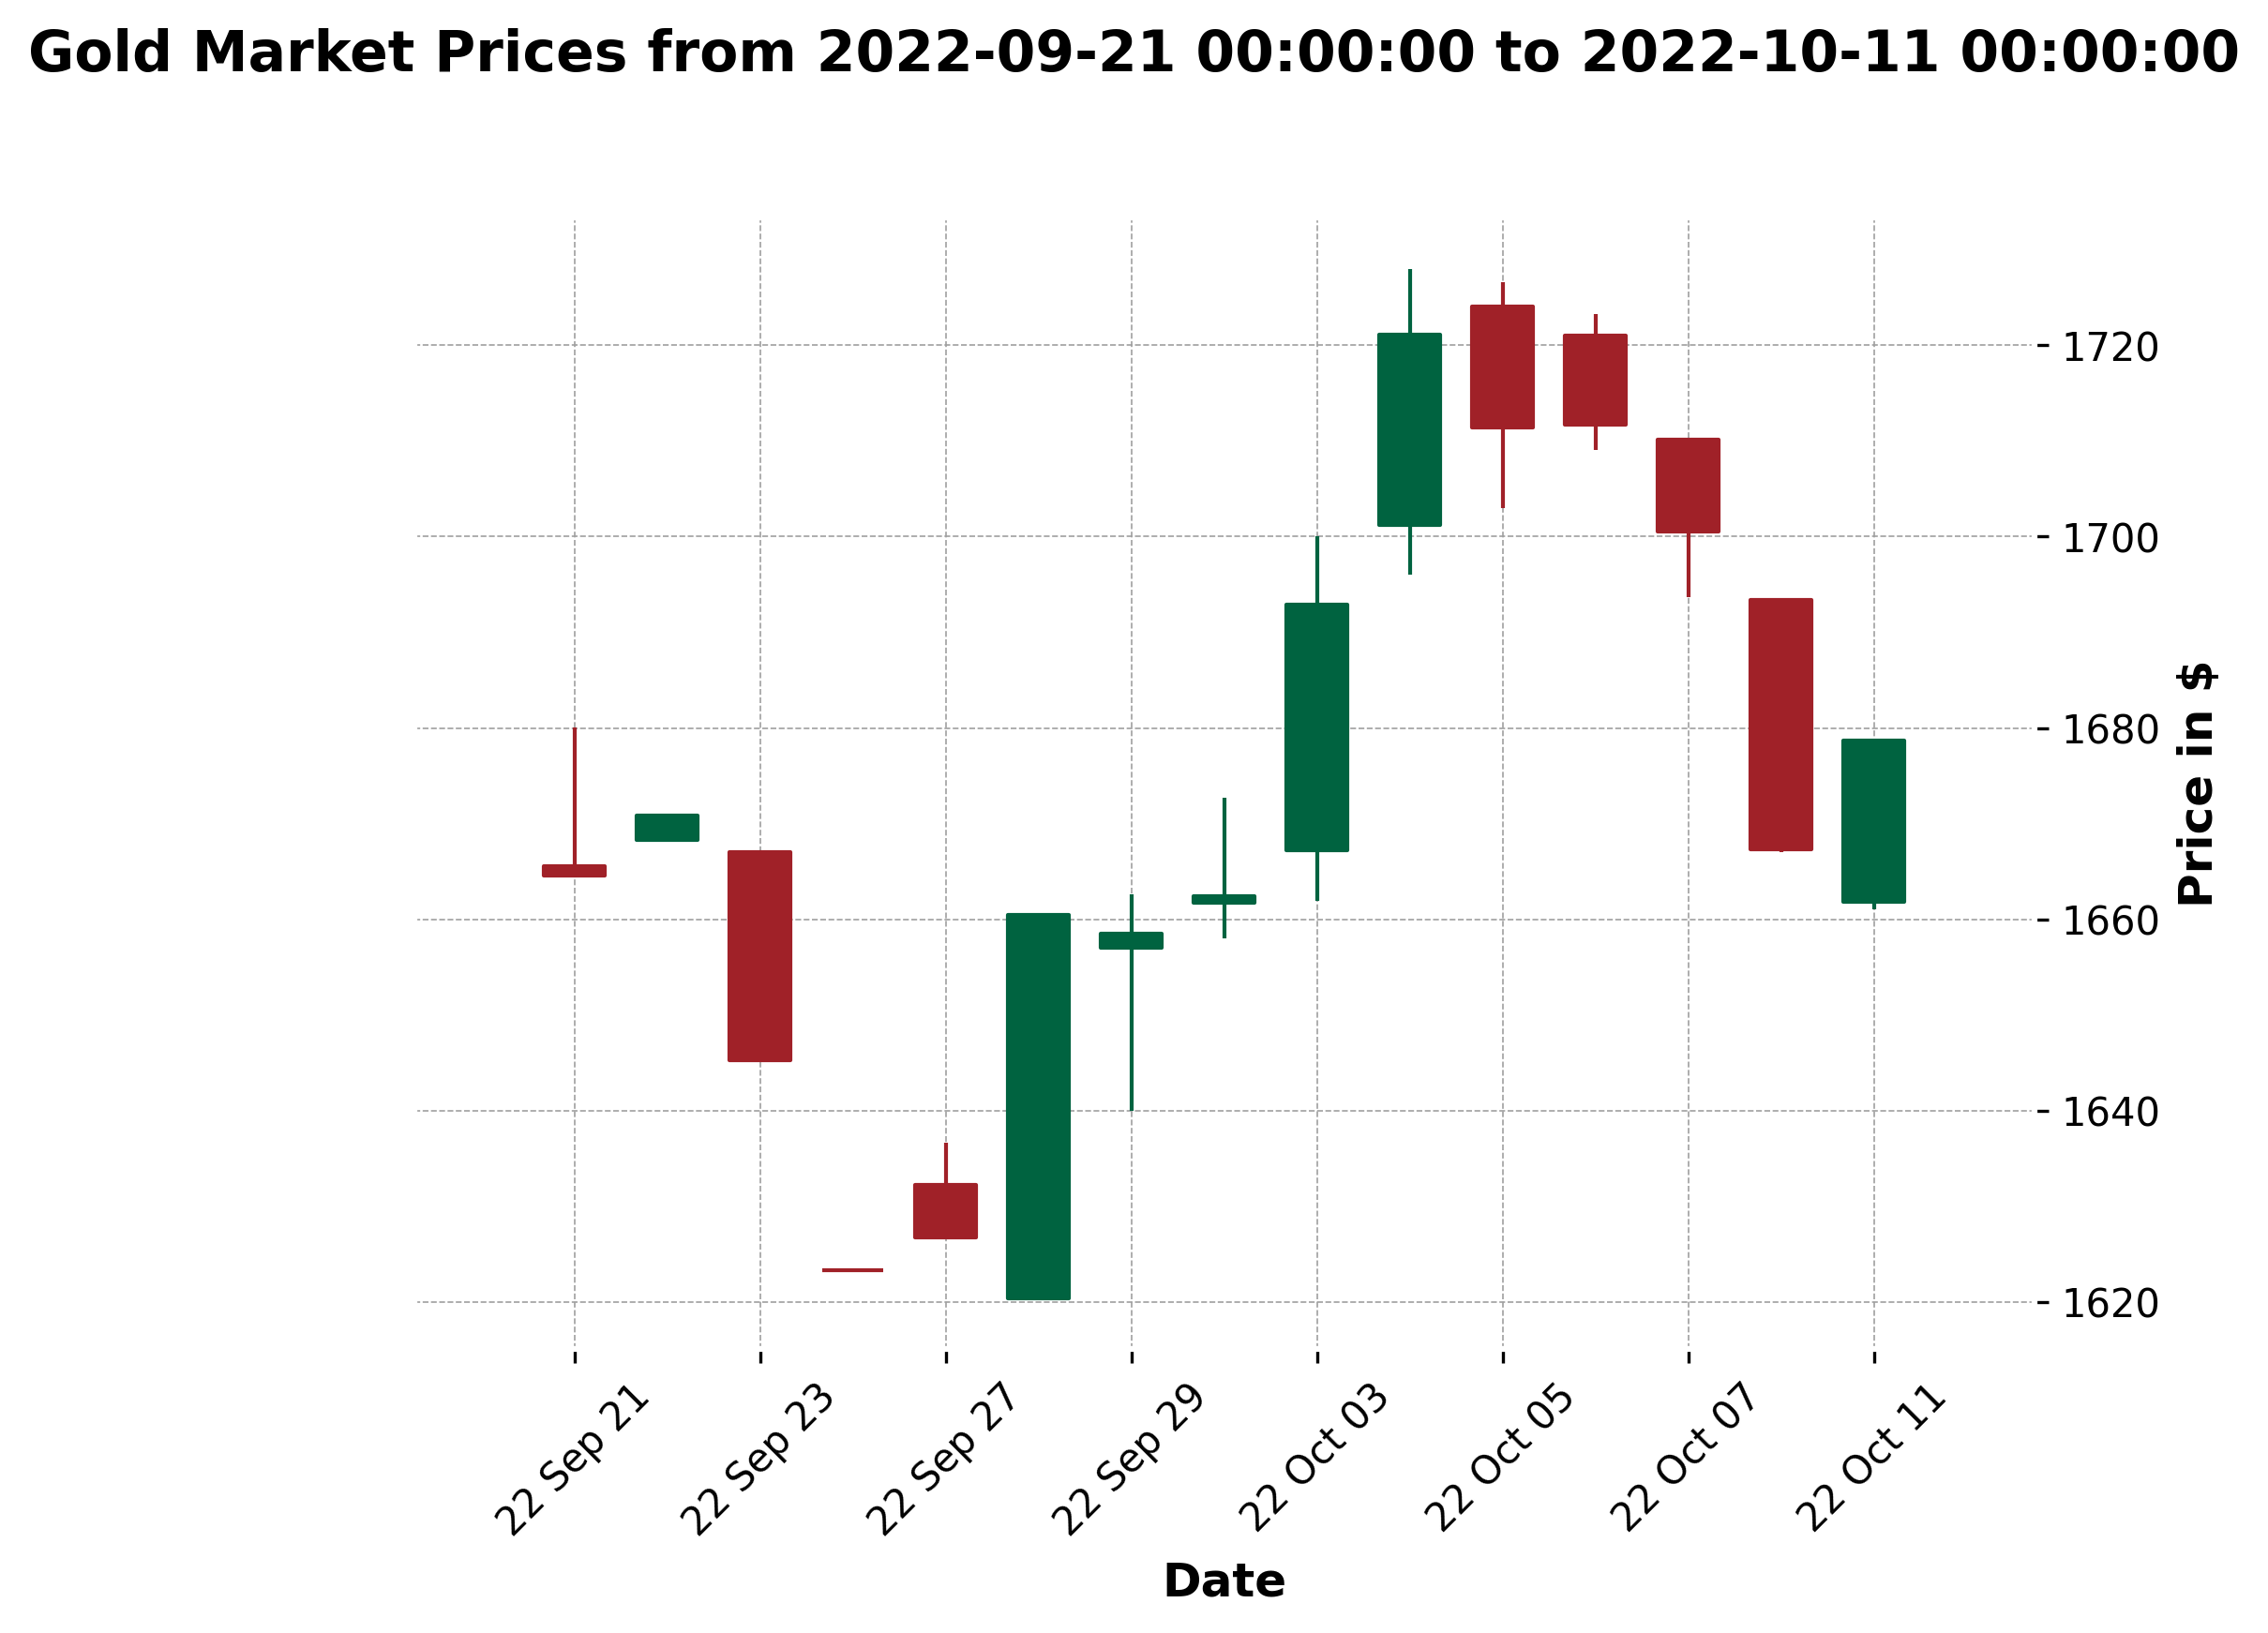 Gold Market Prices from 2022-09-21 00:00:00 to 2022-10-11 00:00:00
1720
1700
1680
1660
1640
1620
Price in $
22 Sep 21
22 Sep 23
22 Sep 27
22 Sep 29
22 Oct 03
22 Oct 05
22 Oct 07
22 Oct 11
Date